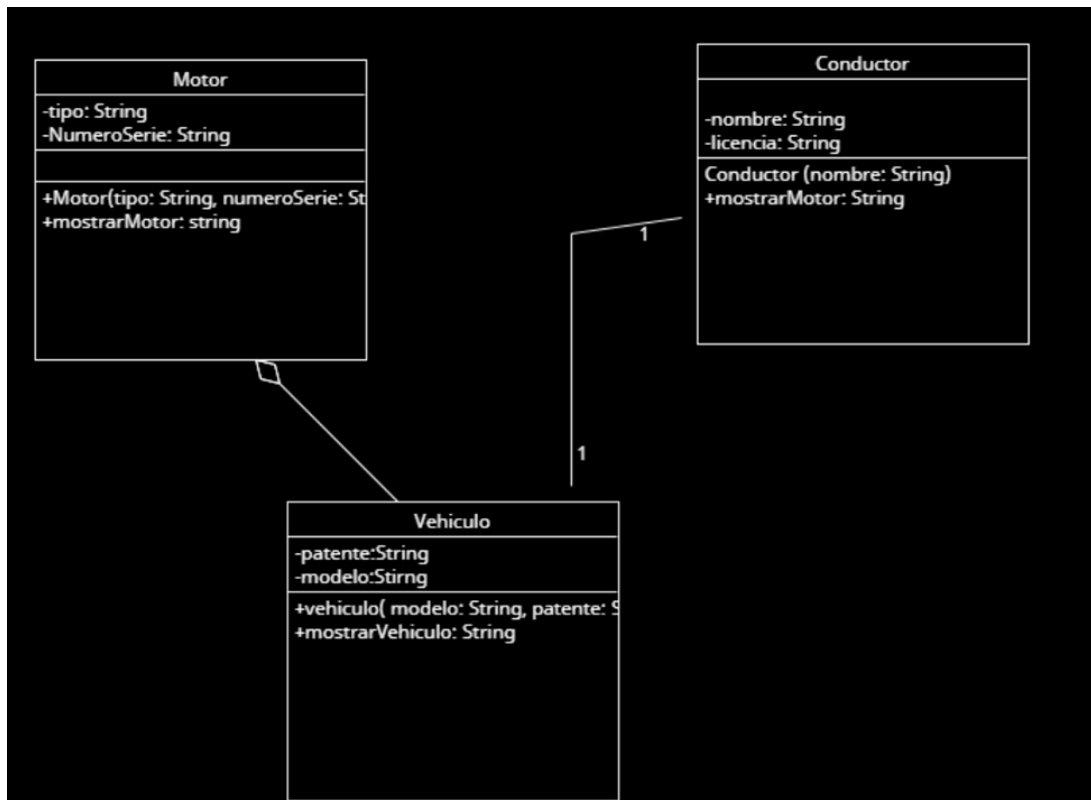 Motor
-tipo: String
-NumeroSerie: String
+Motor(tipo: String, numeroSerie: St
+mostrarMotor: string
Conductor
-nombre: String
-licencia: String
Conductor (nombre: String)
+mostrarMotor: String
1
1
Vehiculo
-patente:String
-modelo:Stirng
+vehiculo( modelo: String, patente: S
+mostrarVehiculo: String